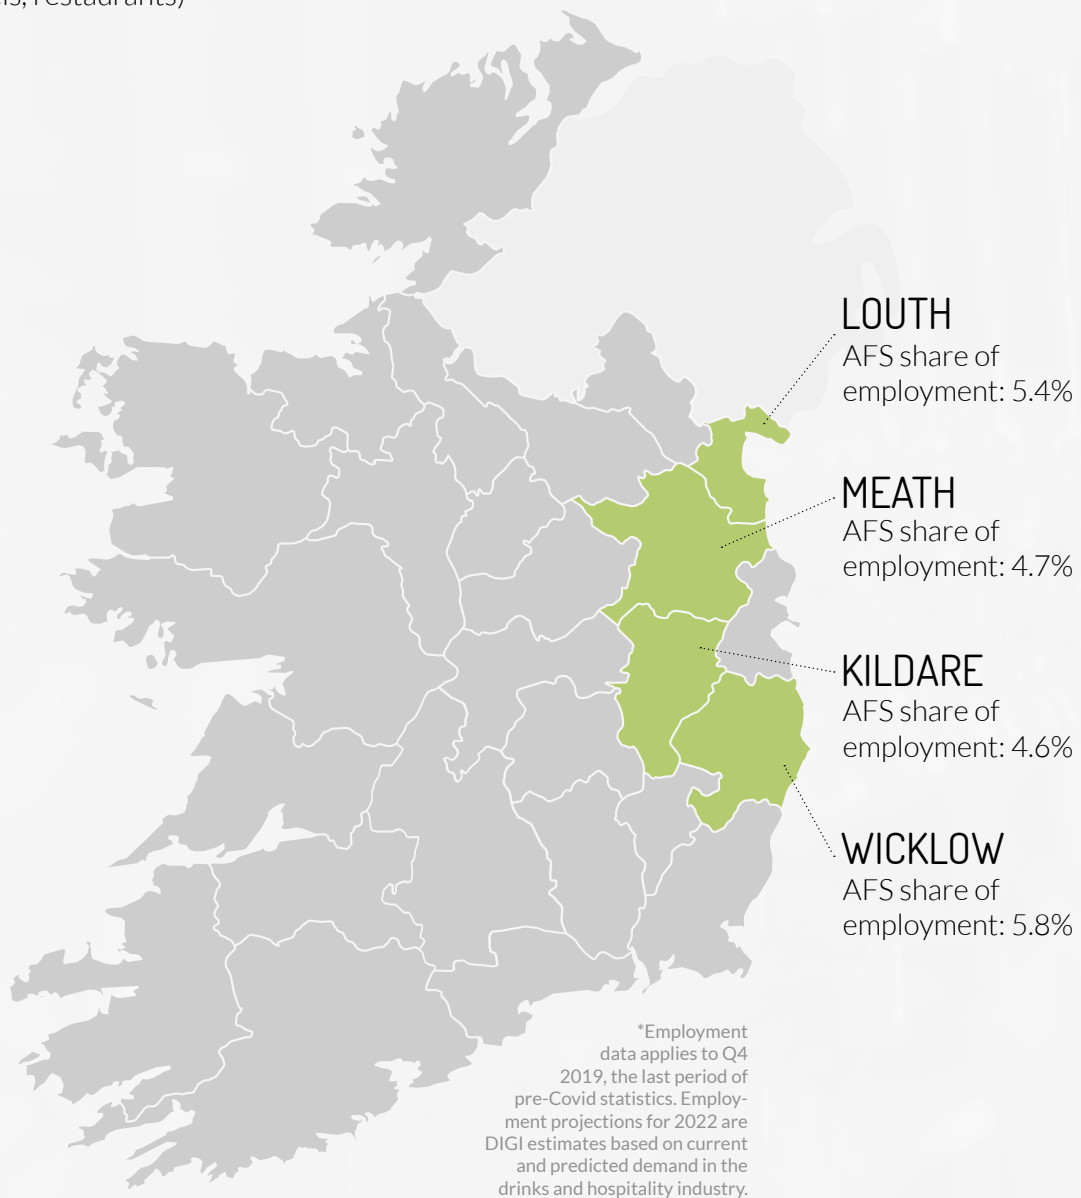 restaurants)
LOUTH
AFS share of
employment: 5.4%
MEATH
AFS share of
employment: 4.7%
KILDARE
AFS share of
employment: 4.6%
WICKLOW
AFS share of
employment: 5.8%
*Employment
data applies to Q4
2019, the last period of
pre-Covid statistics. Employ-
ment projections for 2022 are
DIGI estimates based on current
and predicted demand in the
drinks and hospitality industry.